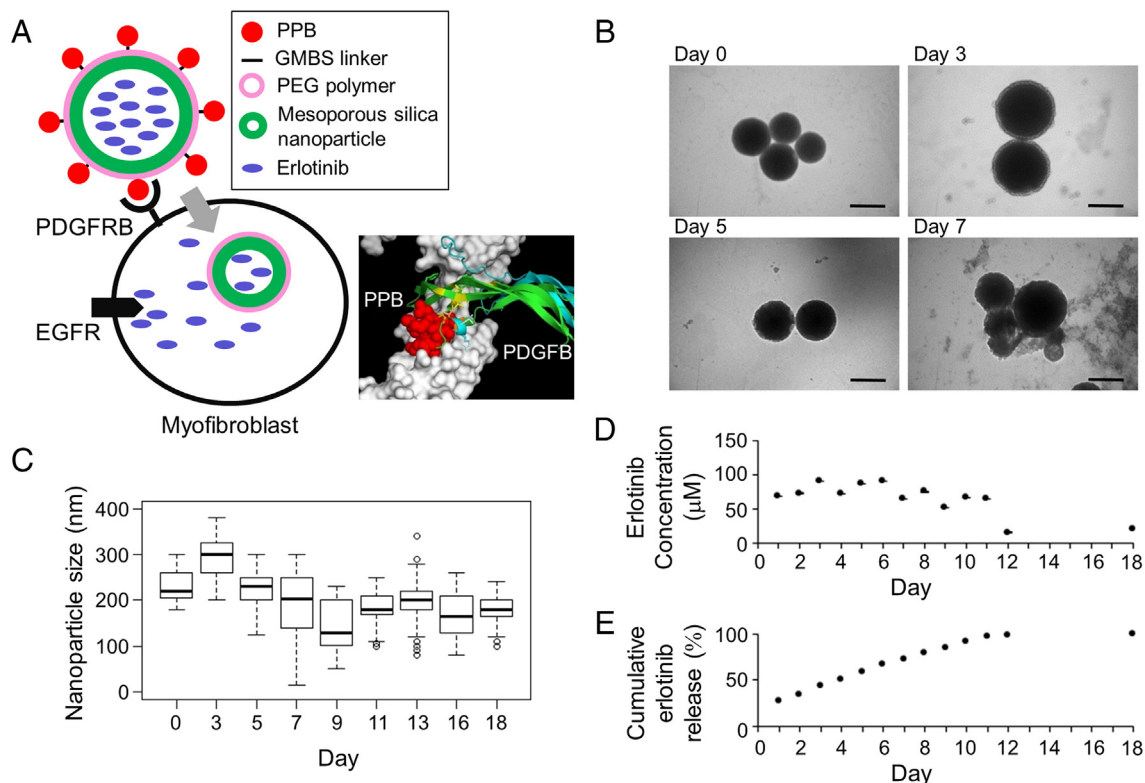 A
PPB
GMBS linker
PEG polymer
Mesoporous silica
nanoparticle
Erlotinib
PDGFRB
EGFR
Myofibroblast
PPB
PDGFB
B
Day 0
Day 3
Day 5
Day 7
C
Nanoparticle size (nm)
400
300
200
100
0
0 3 5 7 9 11 13 16 18
Day
D
Erlotinib
Concentration
(μM)
150
100
50
0
0 2 4 6 8 10 12 14 16 18
Day
E
Cumulative
erlotinib
release (%)
100
50
0
0 2 4 6 8 10 12 14 16 18
Day